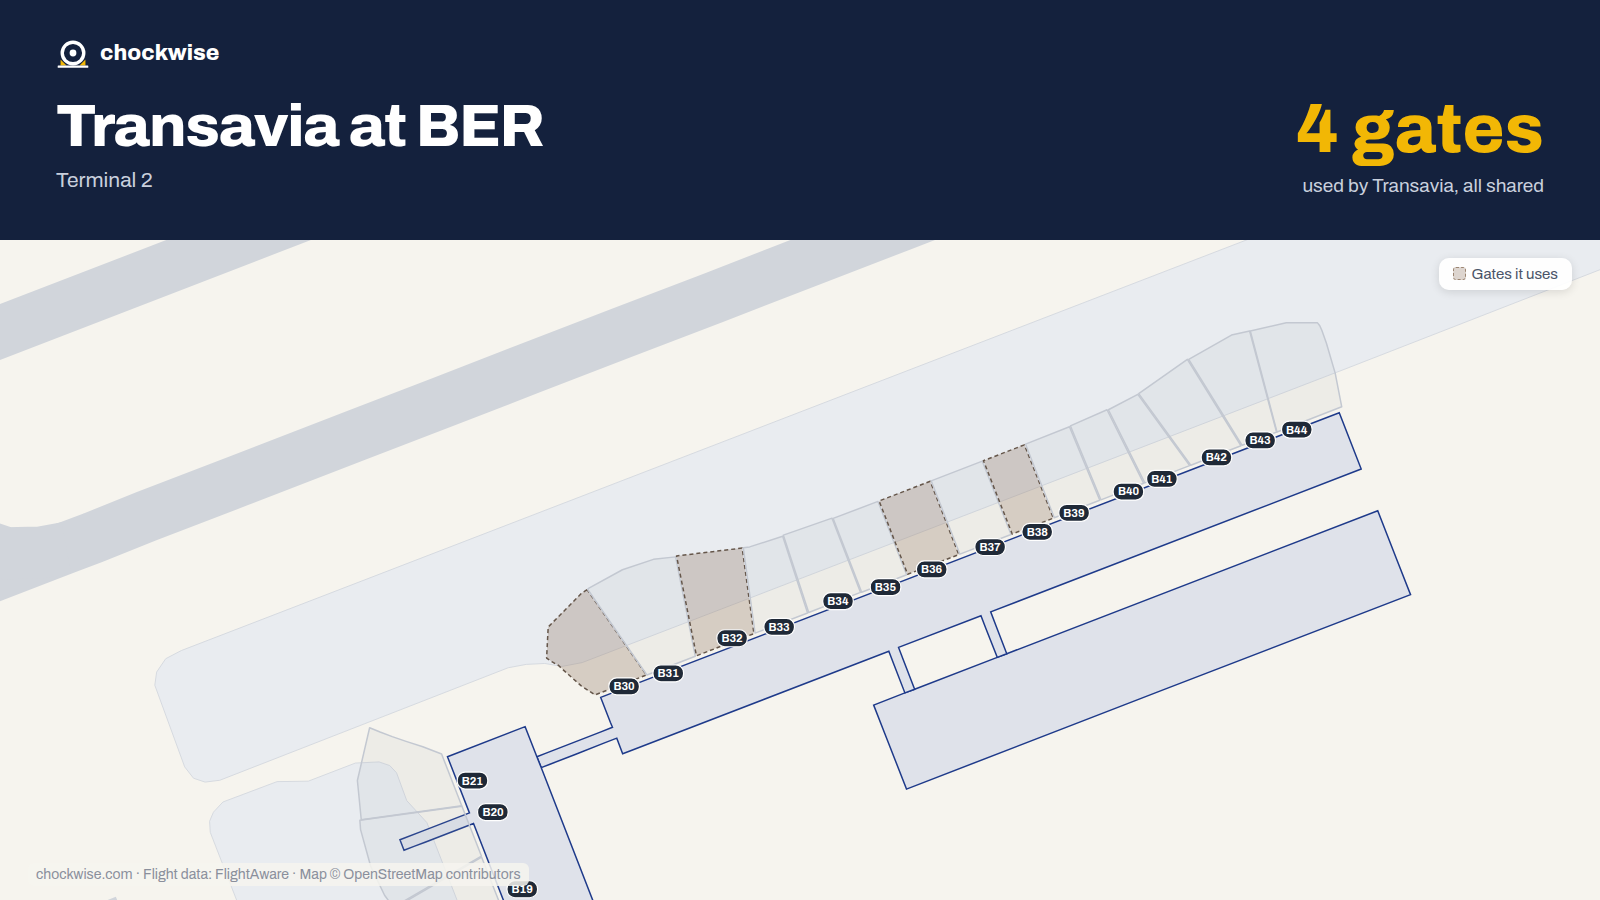 chockwise
Transavia at BER
Terminal 2
4 gates
used by Transavia, all shared
Gates it uses
B44
B43
B42
B41
B40
B39
B38
B37
B36
B35
B34
B33
B32
B31
B30
B21
B20
B19
chockwise.com · Flight data: FlightAware · Map © OpenStreetMap contributors